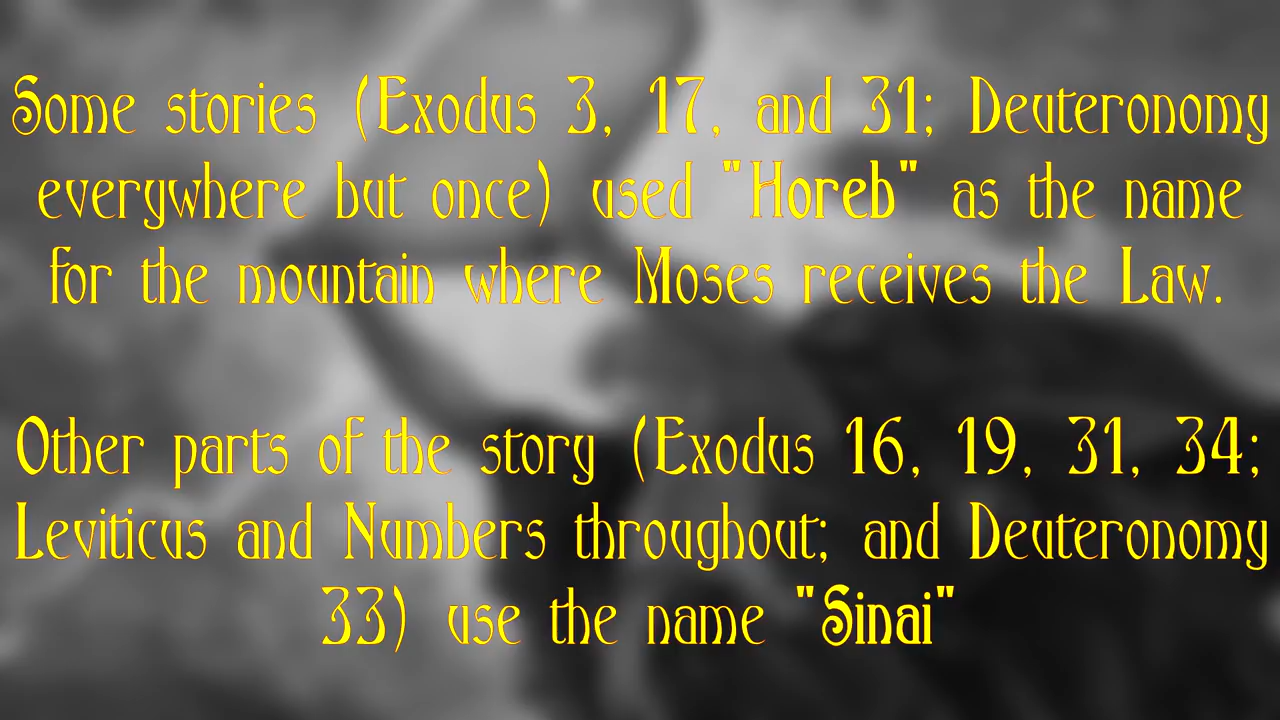 Some stories (Exodus 3, 17, and 31; Deuteronomy
everywhere but once) used "Horeb" as the name
for the mountain where Moses receives the Law.
Other parts of the story (Exodus 16, 19, 31, 34;
Leviticus and Numbers throughout; and Deuteronomy
33) use the name "Sinai"